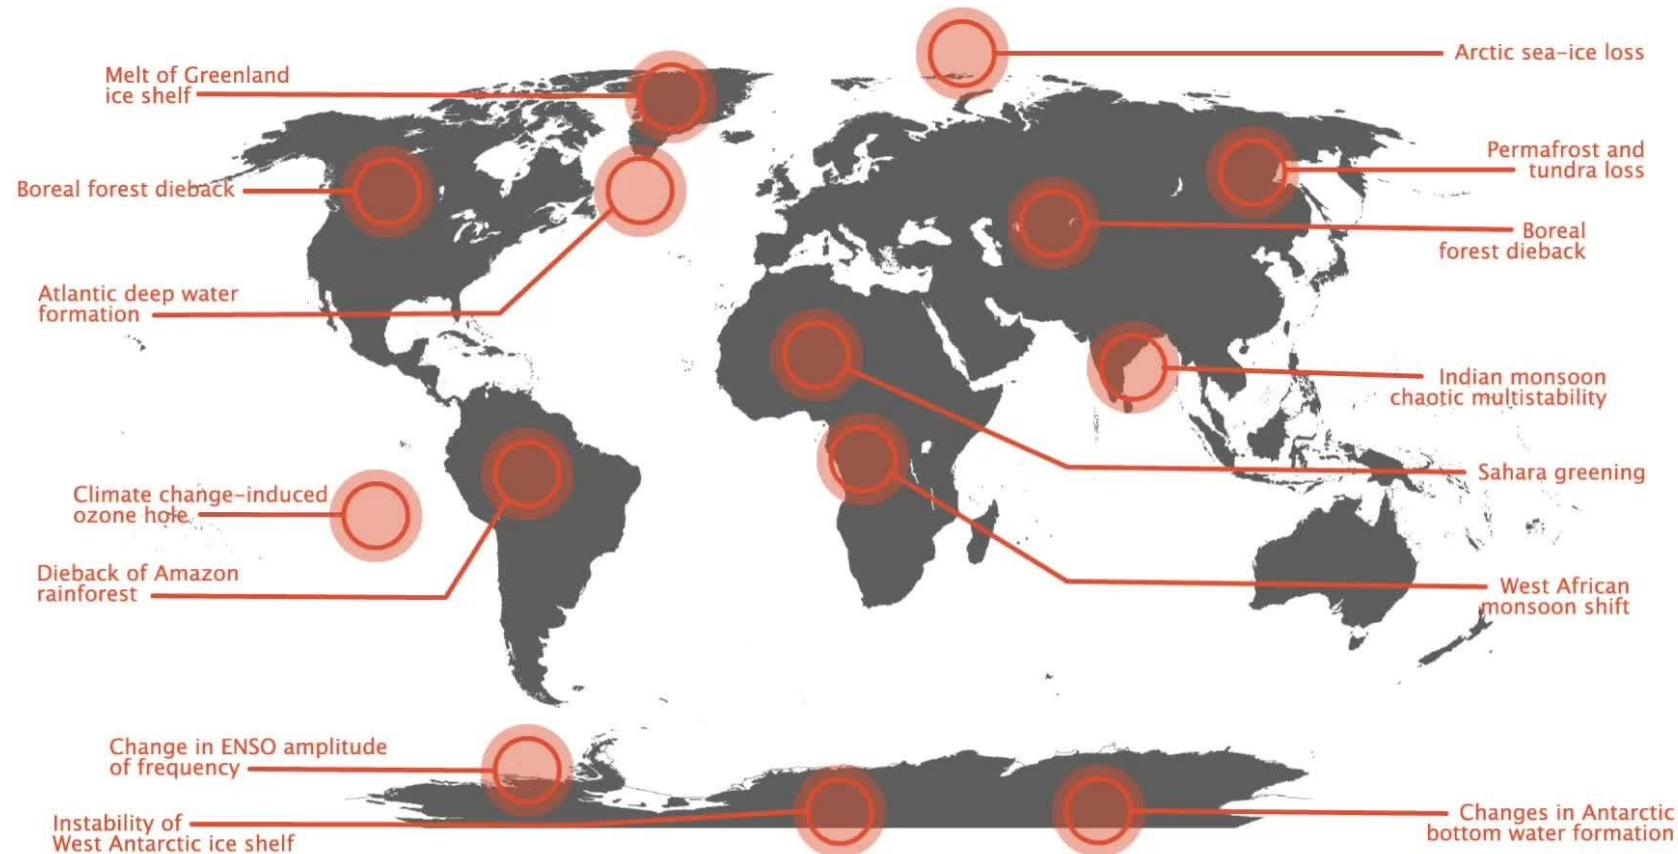 Melt of Greenland
ice shelf
Boreal forest dieback
Atlantic deep water
formation
Climate change-induced
ozone hole
Dieback of Amazon
rainforest
Change in ENSO amplitude
of frequency
Instability of
West Antarctic ice shelf
Arctic sea-ice loss
Permafrost and
tundra loss
Boreal
forest dieback
Indian monsoon
chaotic multistability
Sahara greening
West African
monsoon shift
Changes in Antarctic
bottom water formation